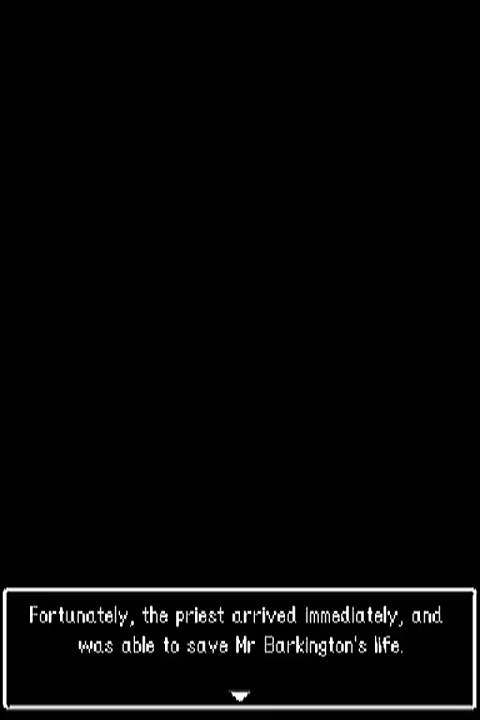 Fortunately, the priest arrived immediately, and
was able to save Mr Barkington's life.